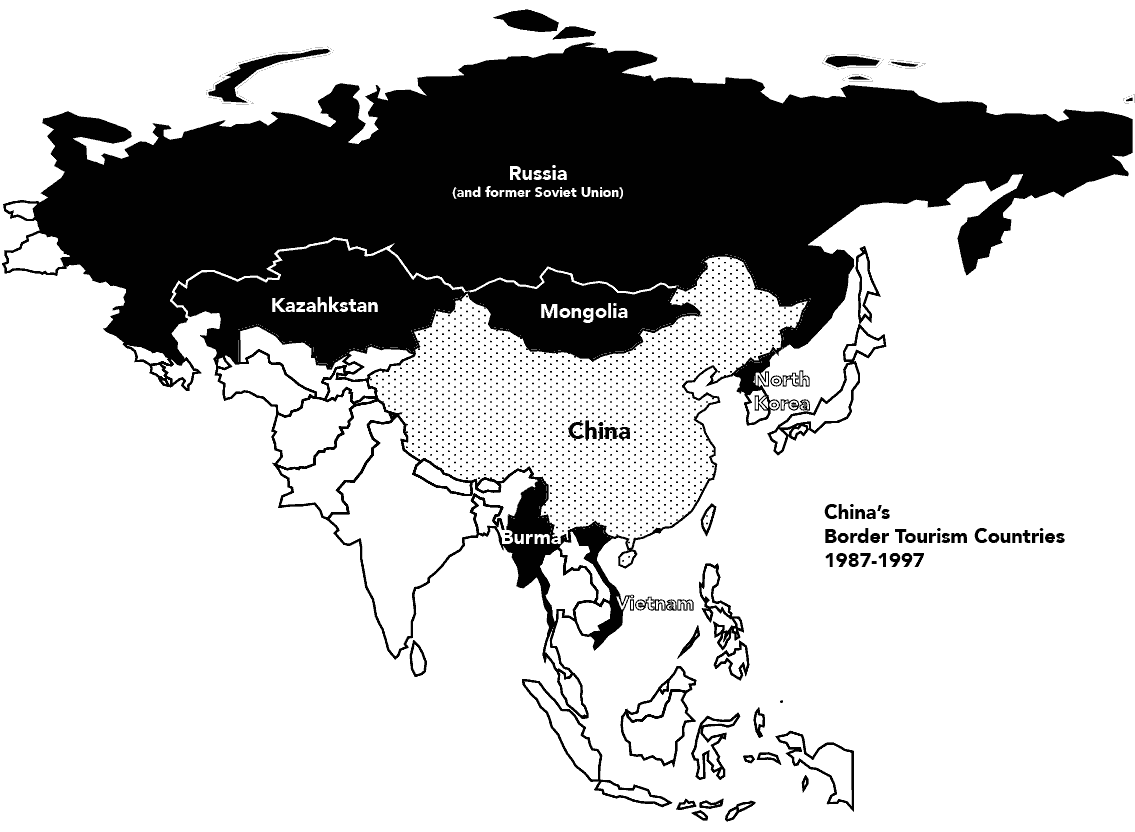 Russia
(and former Soviet Union)
Kazahkstan
Mongolia
North
Korea
China
China's
Border Tourism Countries
1987-1997
Burma
Vietnam